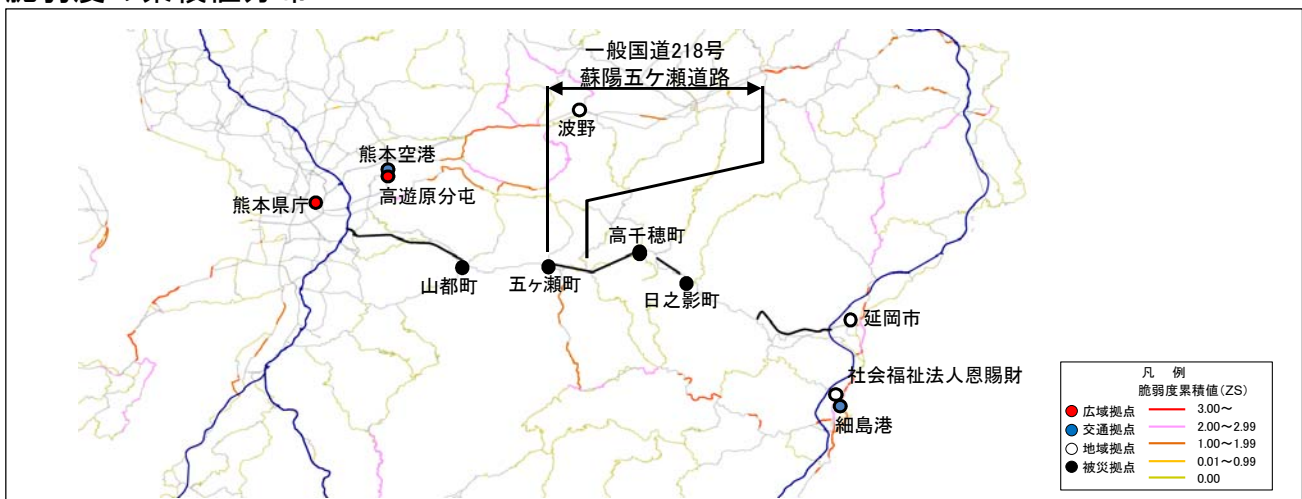 一般国道218号
蘇陽五ケ瀬道路
波野
熊本空港
高遊原分屯
熊本県庁
高千穂町
山都町
五ヶ瀬町
日之影町
延岡市
社会福祉法人恩賜財
細島港
凡 例
脆弱度累積値(ZS)
広域拠点 3.00～
交通拠点 2.00～2.99
地域拠点 1.00～1.99
被災拠点 0.01～0.99
0.00